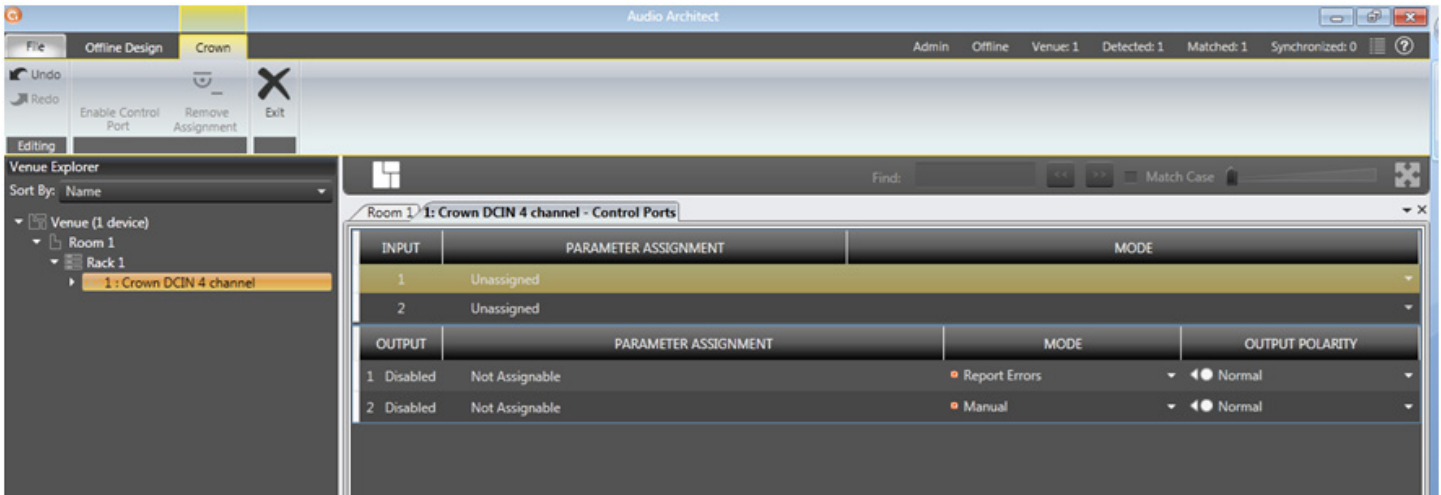 Audio Architect
File Offline Design Crown Admin Offline Venue: 1 Detected: 1 Matched: 1 Synchronized: 0 ?
Undo
Redo
Enable Control Port
Remove Assignment
Exit
Editing
Venue Explorer
Sort By: Name
Find: << >> Match Case
Venue (1 device)
Room 1
Rack 1
1 : Crown DCIN 4 channel
Room 1 1: Crown DCIN 4 channel - Control Ports
INPUT PARAMETER ASSIGNMENT MODE
1 Unassigned
2 Unassigned
OUTPUT PARAMETER ASSIGNMENT MODE OUTPUT POLARITY
1 Disabled Not Assignable Report Errors Normal
2 Disabled Not Assignable Manual Normal